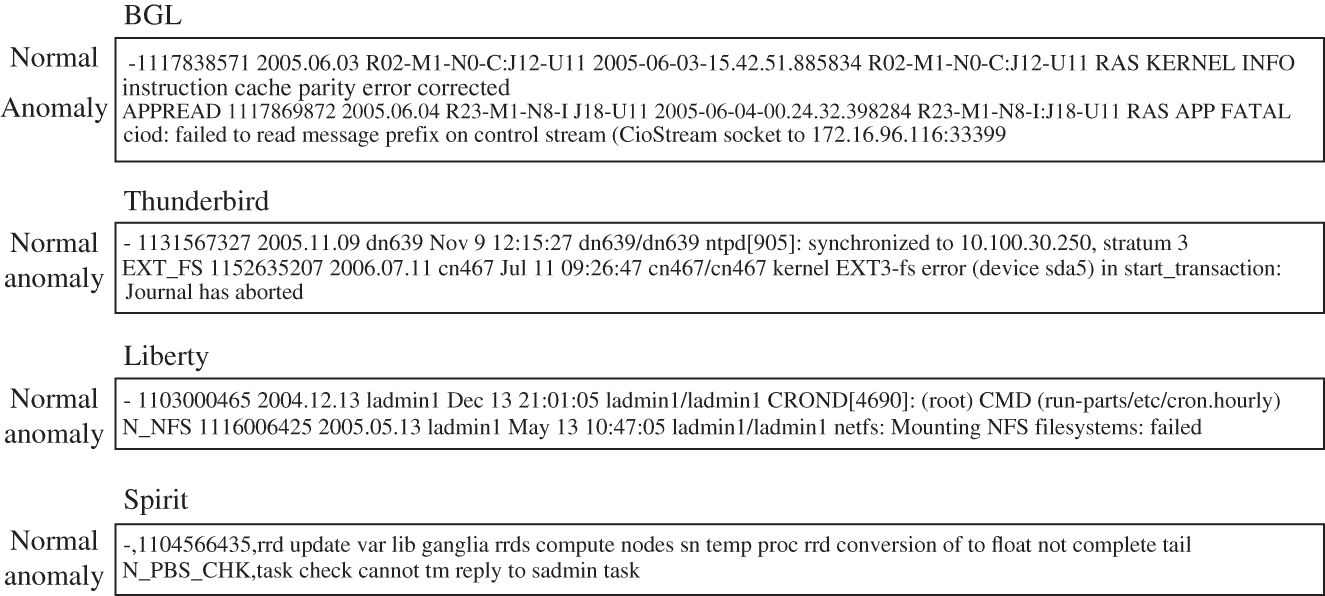 BGL
Normal
-1117838571 2005.06.03 R02-M1-N0-C:J12-U11 2005-06-03-15.42.51.885834 R02-M1-N0-C:J12-U11 RAS KERNEL INFO
instruction cache parity error corrected
Anomaly
APPREAD 1117869872 2005.06.04 R23-M1-N8-I J18-U11 2005-06-04-00.24.32.398284 R23-M1-N8-I:J18-U11 RAS APP FATAL
ciod: failed to read message prefix on control stream (CioStream socket to 172.16.96.116:33399
Thunderbird
Normal
- 1131567327 2005.11.09 dn639 Nov 9 12:15:27 dn639/dn639 ntpd[905]: synchronized to 10.100.30.250, stratum 3
anomaly
EXT_FS 1152635207 2006.07.11 cn467 Jul 11 09:26:47 cn467/cn467 kernel EXT3-fs error (device sda5) in start_transaction:
Journal has aborted
Liberty
Normal
- 1103000465 2004.12.13 ladmin1 Dec 13 21:01:05 ladmin1/ladmin1 CROND[4690]: (root) CMD (run-parts/etc/cron.hourly)
anomaly
N_NFS 1116006425 2005.05.13 ladmin1 May 13 10:47:05 ladmin1/ladmin1 netfs: Mounting NFS filesystems: failed
Spirit
Normal
-,1104566435,rrd update var lib ganglia rrds compute nodes sn temp proc rrd conversion of to float not complete tail
anomaly
N_PBS_CHK,task check cannot tm reply to sadmin task